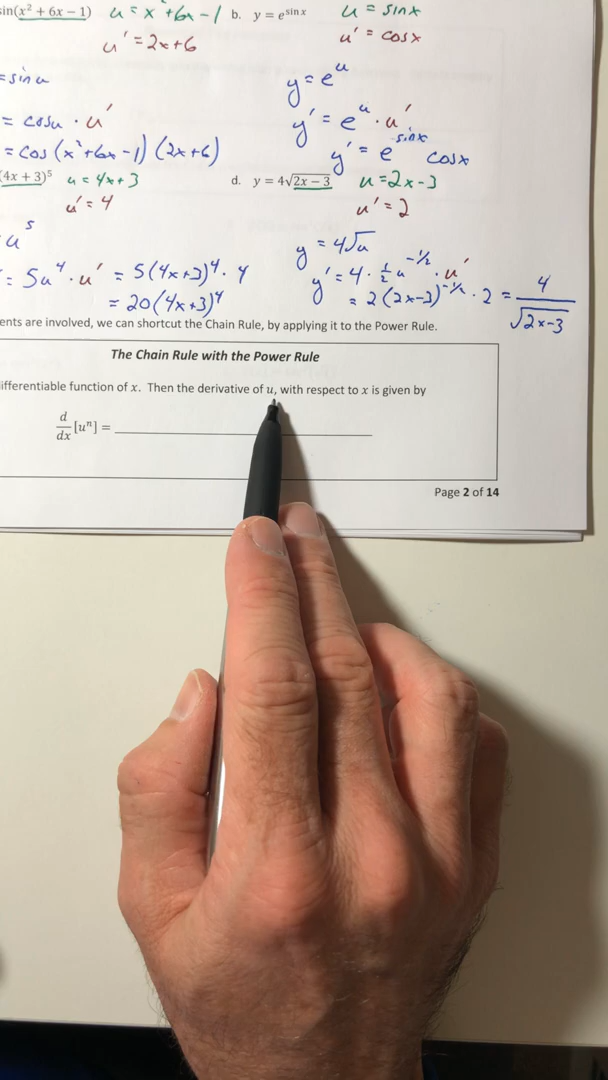 sin(x² + 6x − 1) u = x² + 6x − 1 b. y = e^{sin x} u = sin x
u' = 2x+6 u' = cosx
= sin u y = e^u
= cosu · u' y' = e^u · u'
= cos(x²+6x−1)(2x+6) y' = e^{sinx} cosx
(4x + 3)⁵ u = 4x+3 d. y = 4√(2x − 3) u = 2x−3
u' = 4 u' = 2
u⁵ y = 4√u
= 5u⁴ · u' = 5(4x+3)⁴ · 4 y' = 4 · ½ u^{−1/2} · u'
= 20(4x+3)⁴ = 2(2x−3)^{−1/2} · 2 = 4/√(2x−3)
ents are involved, we can shortcut the Chain Rule, by applying it to the Power Rule.
The Chain Rule with the Power Rule
ifferentiable function of x. Then the derivative of u, with respect to x is given by
d/dx [uⁿ] =
Page 2 of 14